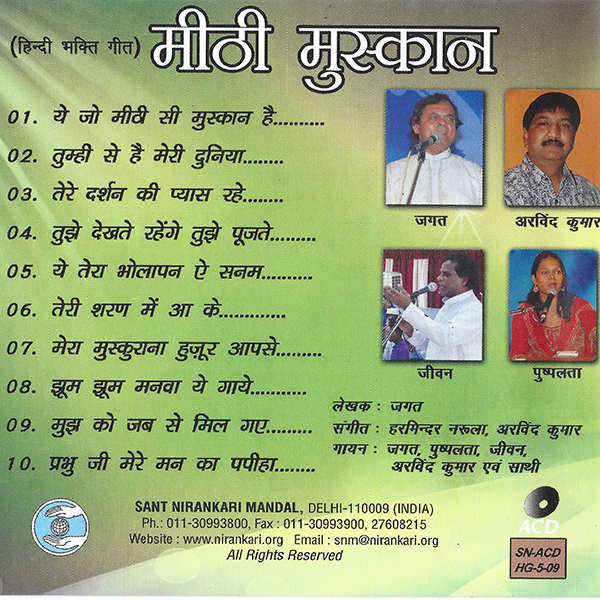 (हिन्दी भक्ति गीत) मीठी मुस्कान
01. ये जो मीठी सी मुस्कान है..........
02. तुम्ही से है मेरी दुनिया.........
03. तेरे दर्शन की प्यास रहे.........
04. तुझे देखते रहेंगे तुझे पूजते..........
05. ये तेरा भोलापन ऐ सनम...........
06. तेरी शरण में आ के..............
07. मेरा मुस्कुराना हुज़ूर आपसे..........
08. झूम झूम मनवा ये गाये............
09. मुझ को जब से मिल गए..........
10. प्रभु जी मेरे मन का पपीहा.........
जगत
अरविंद कुमार
जीवन
पुष्पलता
लेखक : जगत
संगीत : हरमिन्दर नरूला, अरविंद कुमार
गायन : जगत, पुष्पलता, जीवन,
अरविंद कुमार एवं साथी
SANT NIRANKARI MANDAL, DELHI-110009 (INDIA)
Ph.: 011-30993800, Fax : 011-30993900, 27608215
Website : www.nirankari.org Email : snm@nirankari.org
All Rights Reserved
ACD
SN-ACD
HG-5-09